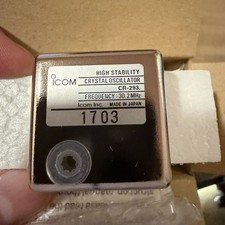 ICOM
HIGH STABILITY
CRYSTAL OSCILLATOR
CR-293
FREQUENCY: 30.2MHz
Icom Inc. MADE IN JAPAN
1703